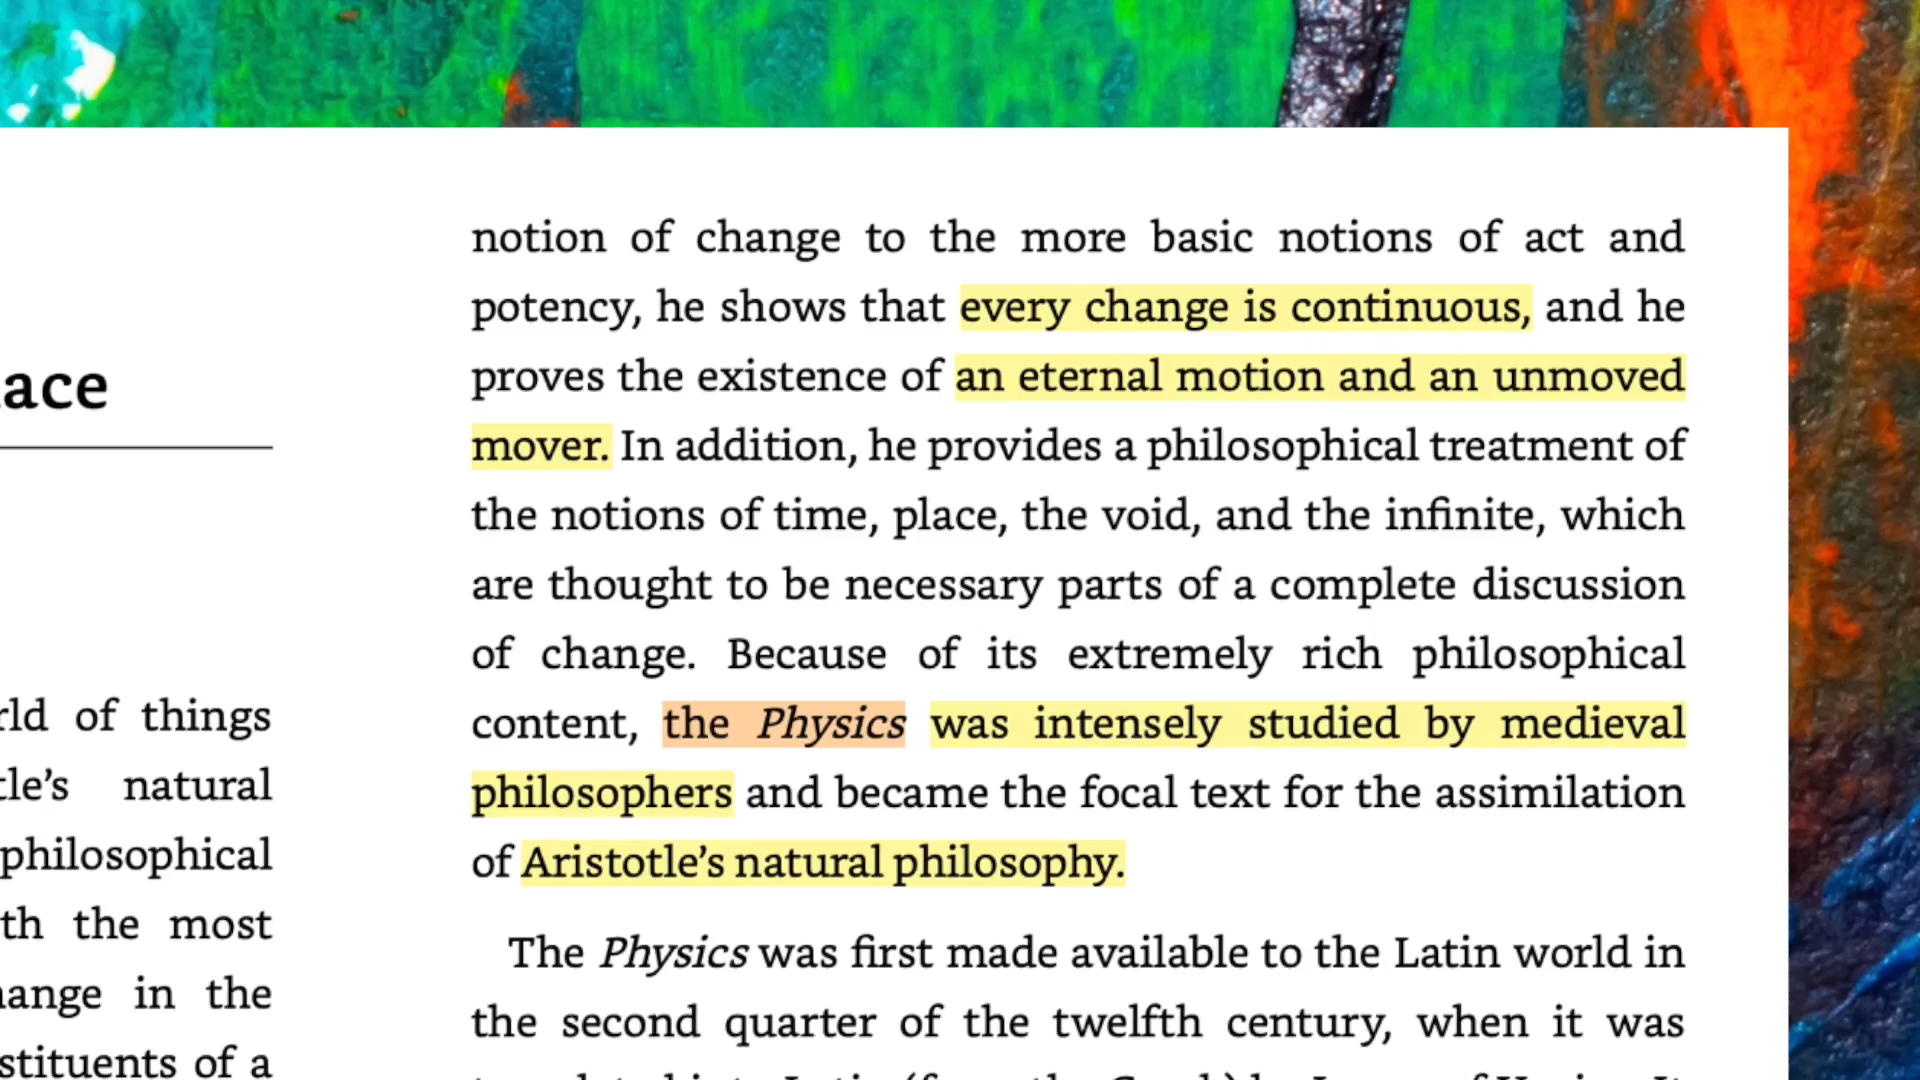 ace
rld of things
tle's natural
philosophical
th the most
ange in the
stituents of a
notion of change to the more basic notions of act and
potency, he shows that every change is continuous, and he
proves the existence of an eternal motion and an unmoved
mover. In addition, he provides a philosophical treatment of
the notions of time, place, the void, and the infinite, which
are thought to be necessary parts of a complete discussion
of change. Because of its extremely rich philosophical
content, the Physics was intensely studied by medieval
philosophers and became the focal text for the assimilation
of Aristotle’s natural philosophy.
The Physics was first made available to the Latin world in
the second quarter of the twelfth century, when it was